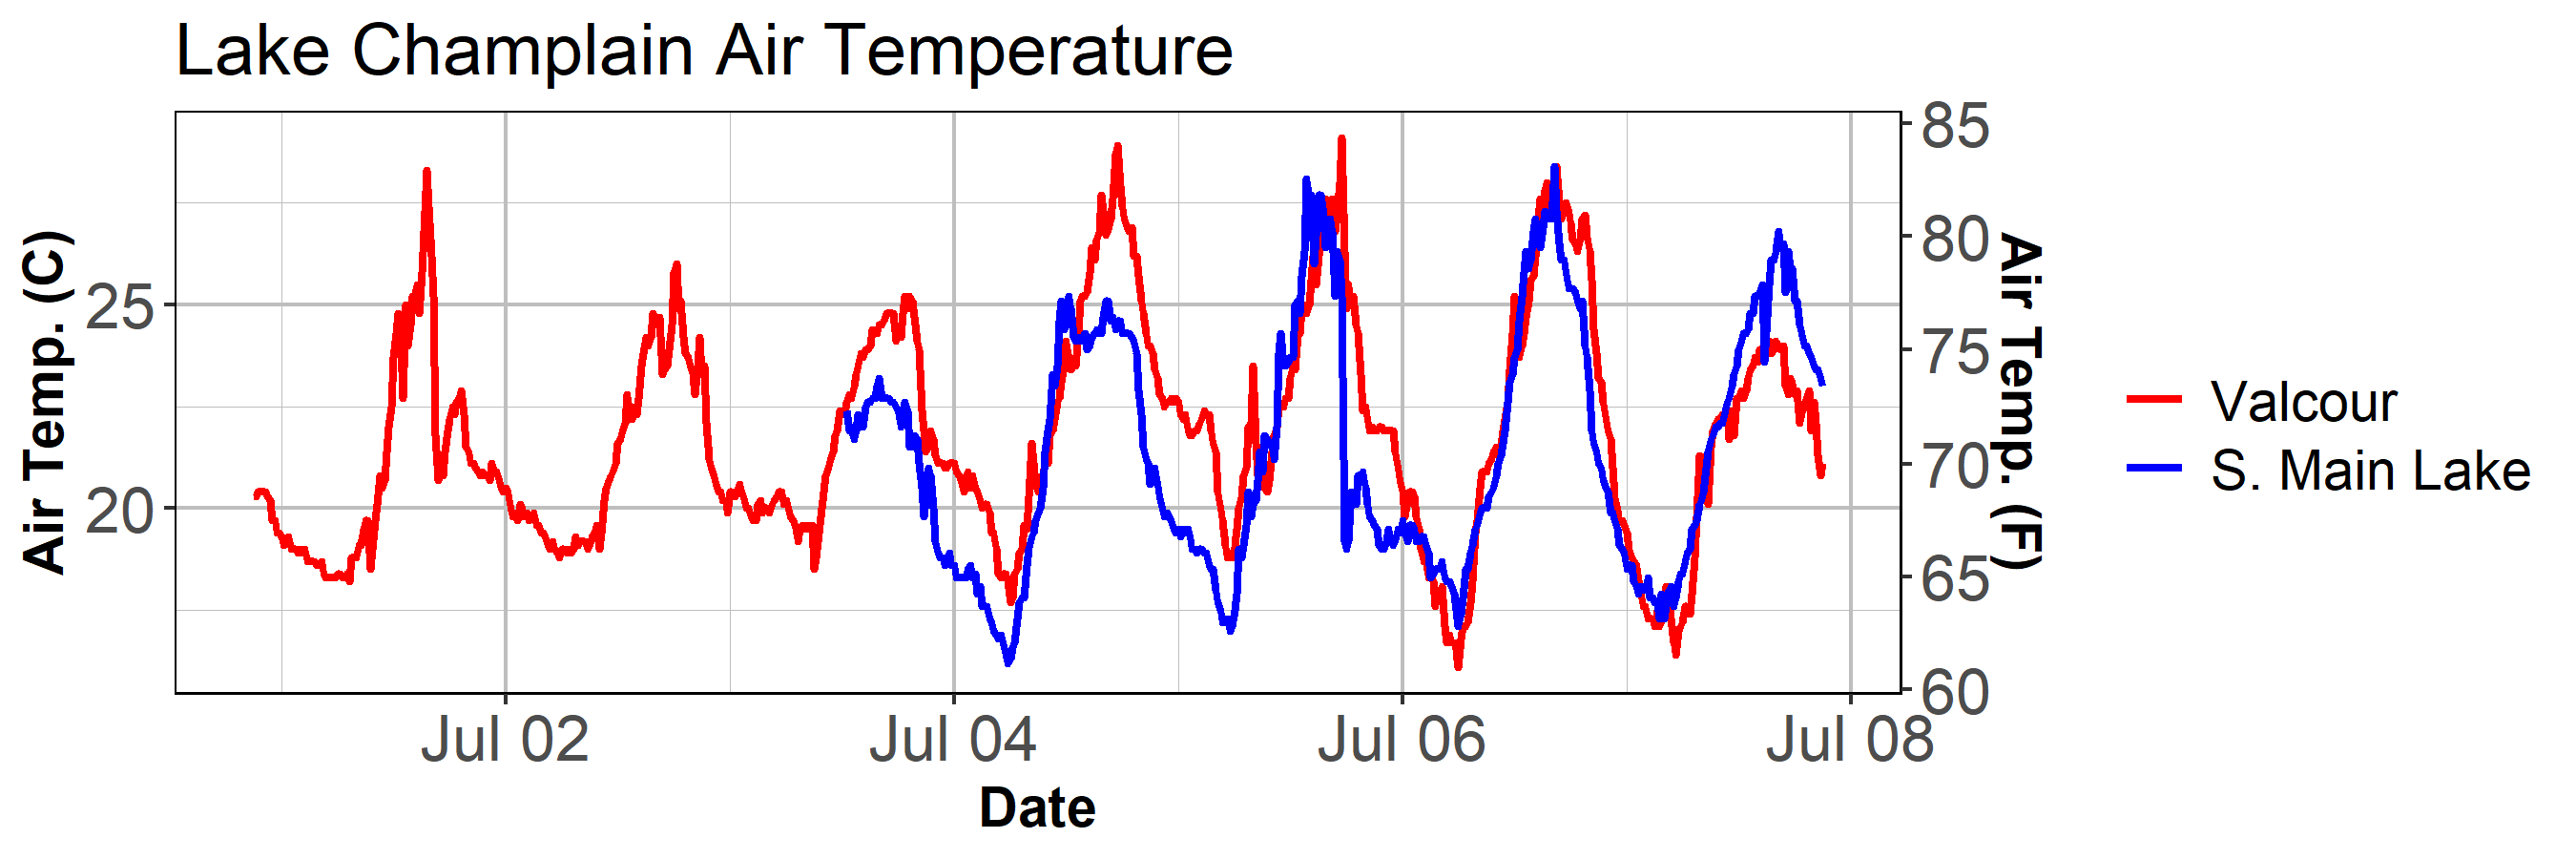 Lake Champlain Air Temperature
Air Temp. (C)
25
20
85
80
75
70
65
60
Air Temp. (F)
Jul 02
Jul 04
Jul 06
Jul 08
Date
Valcour
S. Main Lake